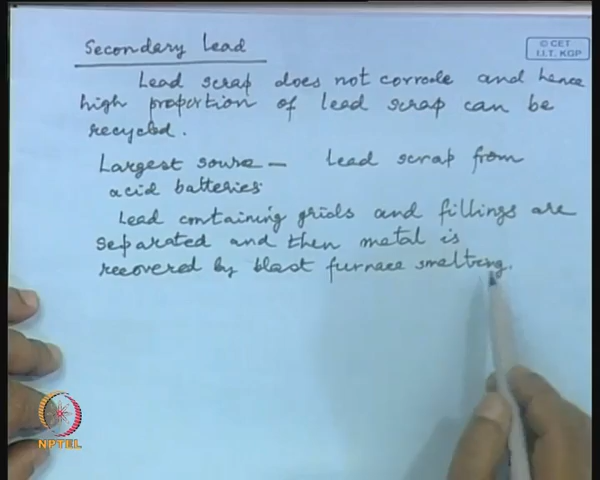 Secondary Lead
© CET
I.I.T. KGP
Lead scrap does not corrode and hence
high proportion of lead scrap can be
recycled.
Largest sourse — Lead scrap from
acid batteries
Lead containing grids and fillings are
separated and then metal is
recovered by blast furnace smelting.
NPTEL